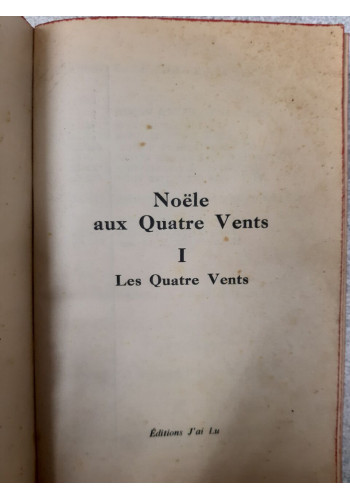 Noële
aux Quatre Vents
I
Les Quatre Vents
Éditions J'ai Lu